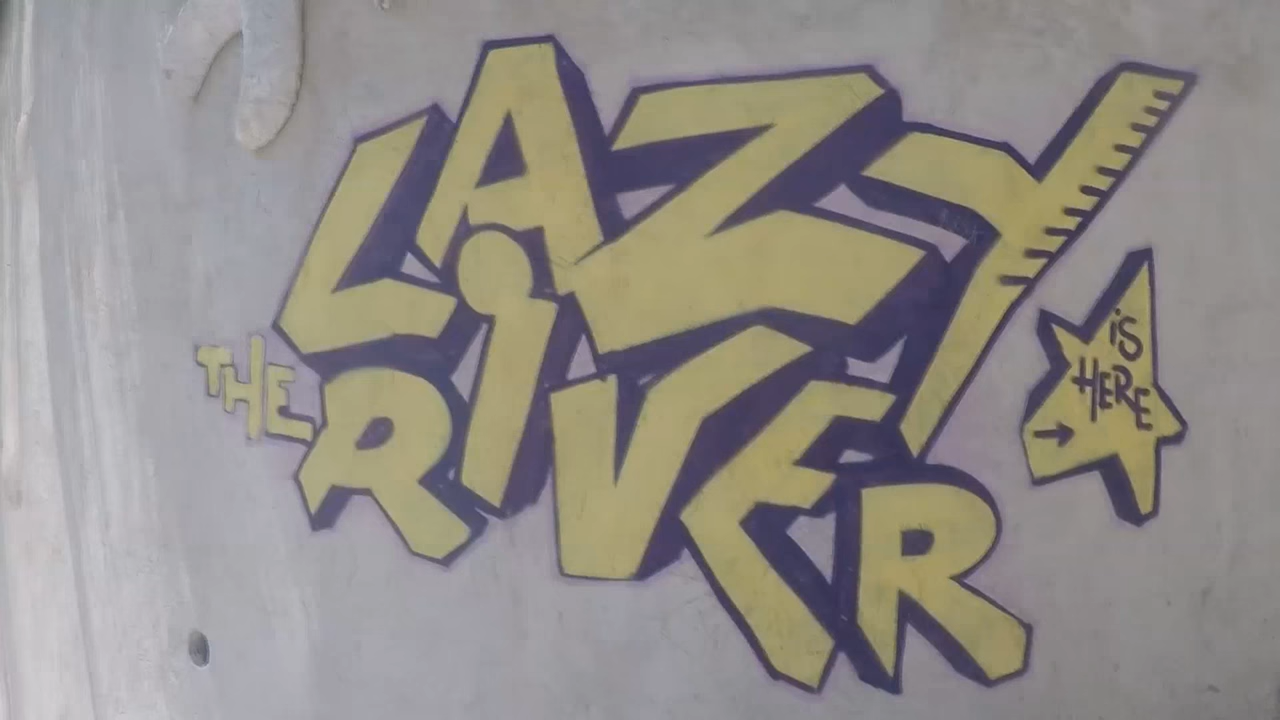 LAZY
THE RiVER
iS
HERE
→